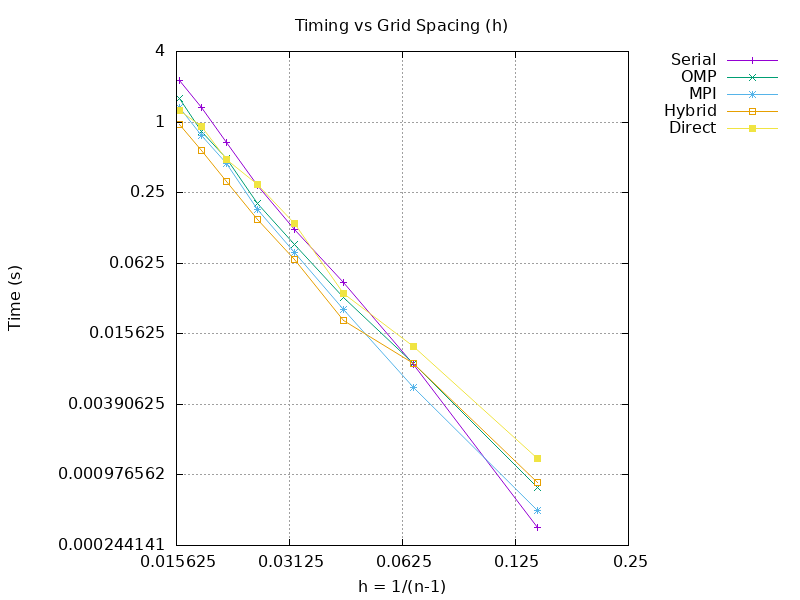 Timing vs Grid Spacing (h)
Serial
OMP
MPI
Hybrid
Direct
4
1
0.25
0.0625
0.015625
0.00390625
0.000976562
0.000244141
Time (s)
0.015625 0.03125 0.0625 0.125 0.25
h = 1/(n-1)